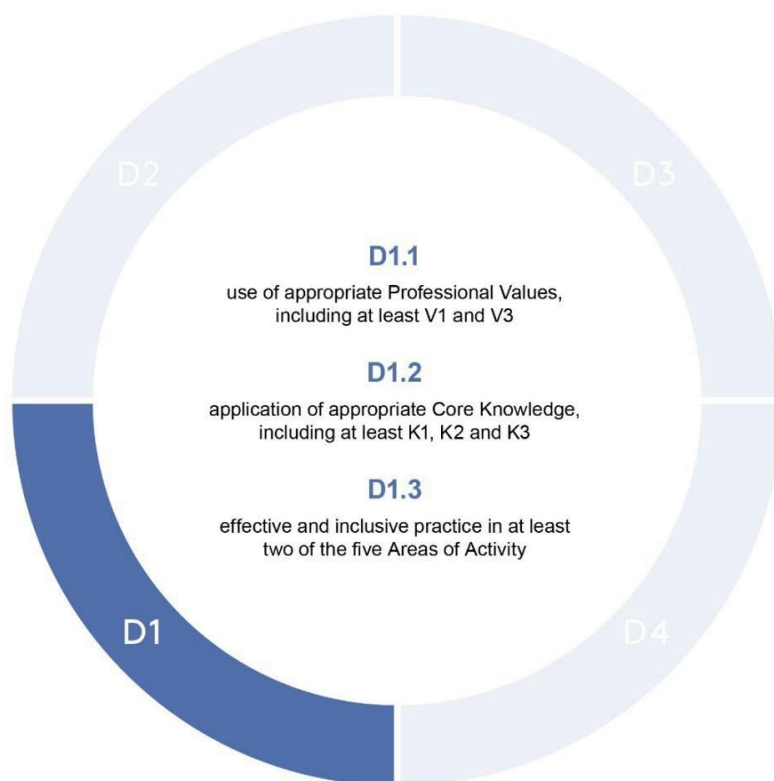 D2
D3
D1.1
use of appropriate Professional Values,
including at least V1 and V3
D1.2
application of appropriate Core Knowledge,
including at least K1, K2 and K3
D1.3
effective and inclusive practice in at least
two of the five Areas of Activity
D1
D4